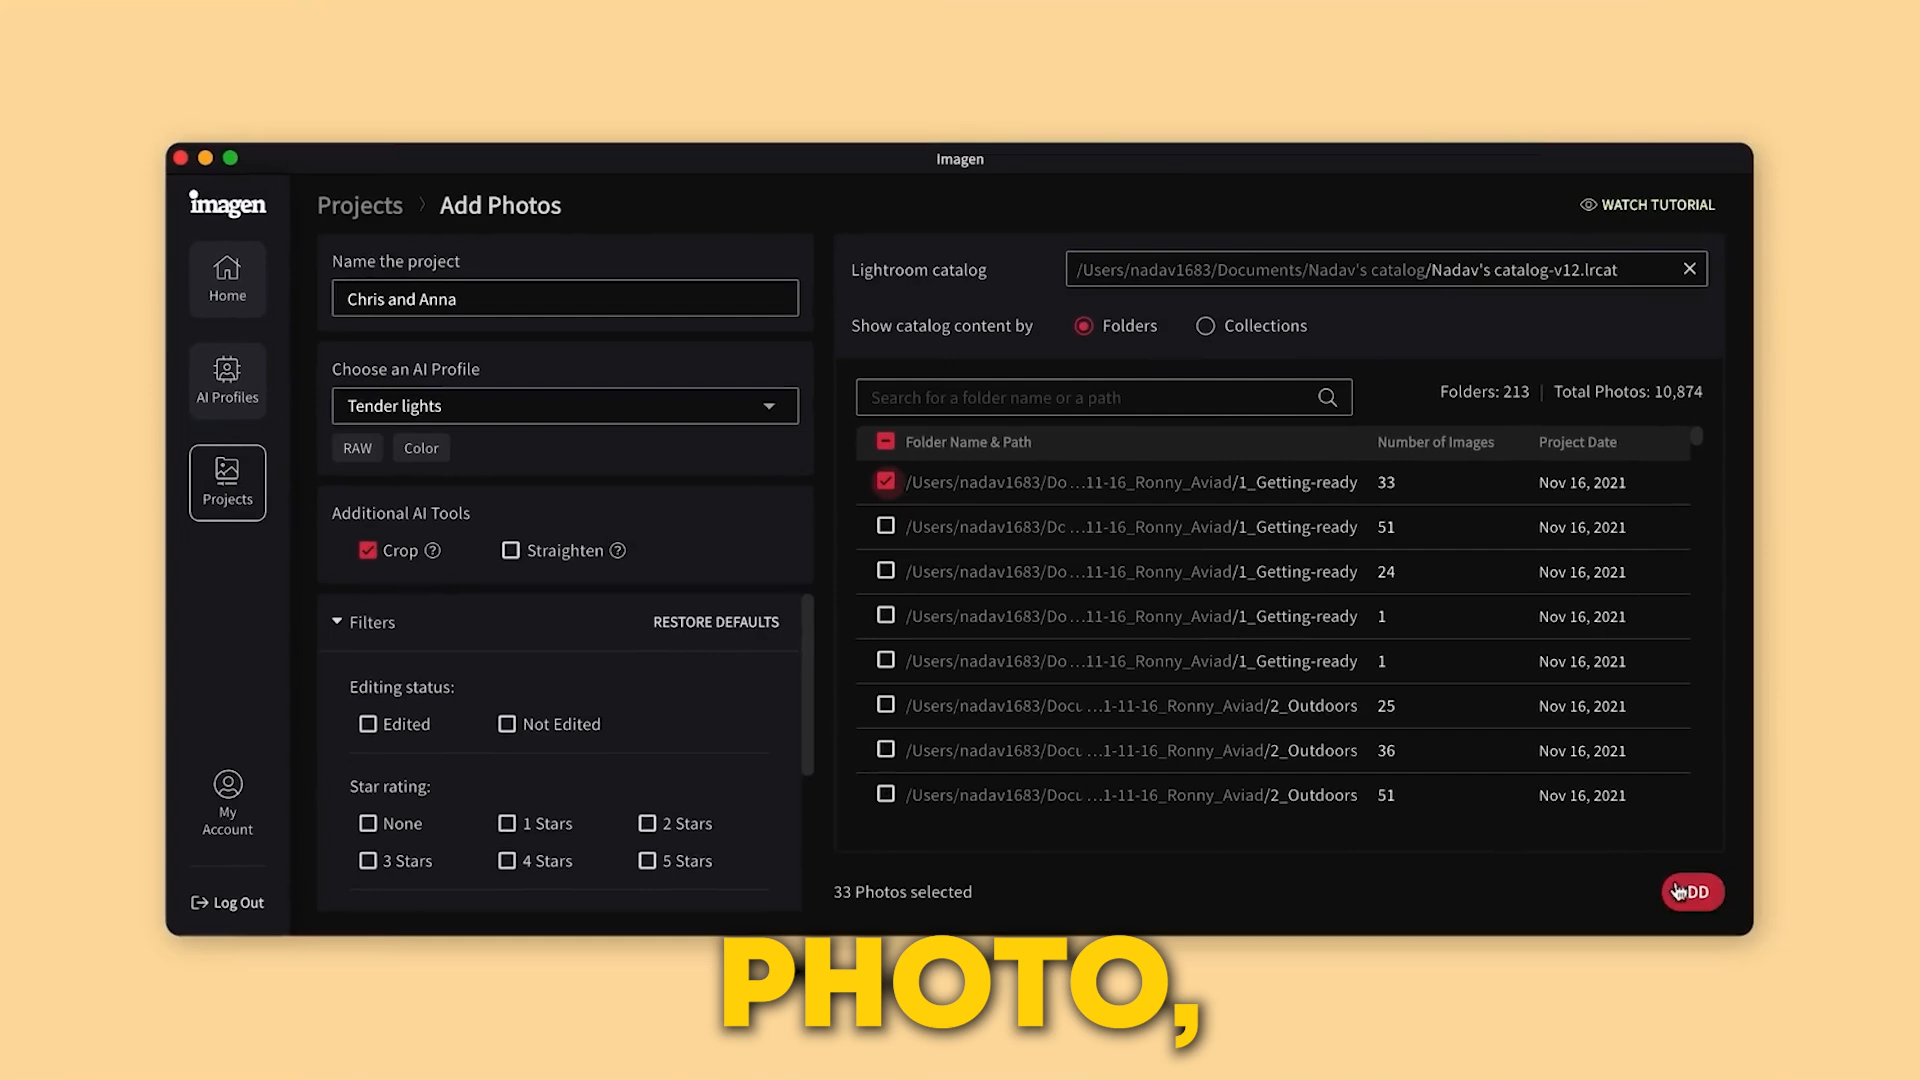 Imagen
imagen
Projects > Add Photos
WATCH TUTORIAL
Home
AI Profiles
Projects
My
Account
Log Out
Name the project
Chris and Anna
Choose an AI Profile
Tender lights
RAW Color
Additional AI Tools
Crop ? Straighten ?
Filters RESTORE DEFAULTS
Editing status:
Edited Not Edited
Star rating:
None 1 Stars 2 Stars
3 Stars 4 Stars 5 Stars
Lightroom catalog /Users/nadav1683/Documents/Nadav's catalog/Nadav's catalog-v12.lrcat
Show catalog content by Folders Collections
Search for a folder name or a path
Folders: 213 | Total Photos: 10,874
Folder Name & Path Number of Images Project Date
/Users/nadav1683/Do ...11-16_Ronny_Aviad/1_Getting-ready 33 Nov 16, 2021
/Users/nadav1683/Dc ...11-16_Ronny_Aviad/1_Getting-ready 51 Nov 16, 2021
/Users/nadav1683/Do ...11-16_Ronny_Aviad/1_Getting-ready 24 Nov 16, 2021
/Users/nadav1683/Do ...11-16_Ronny_Aviad/1_Getting-ready 1 Nov 16, 2021
/Users/nadav1683/Do ...11-16_Ronny_Aviad/1_Getting-ready 1 Nov 16, 2021
/Users/nadav1683/Docu ...1-11-16_Ronny_Aviad/2_Outdoors 25 Nov 16, 2021
/Users/nadav1683/Docu ...1-11-16_Ronny_Aviad/2_Outdoors 36 Nov 16, 2021
/Users/nadav1683/Docu ...1-11-16_Ronny_Aviad/2_Outdoors 51 Nov 16, 2021
33 Photos selected
ADD
PHOTO,